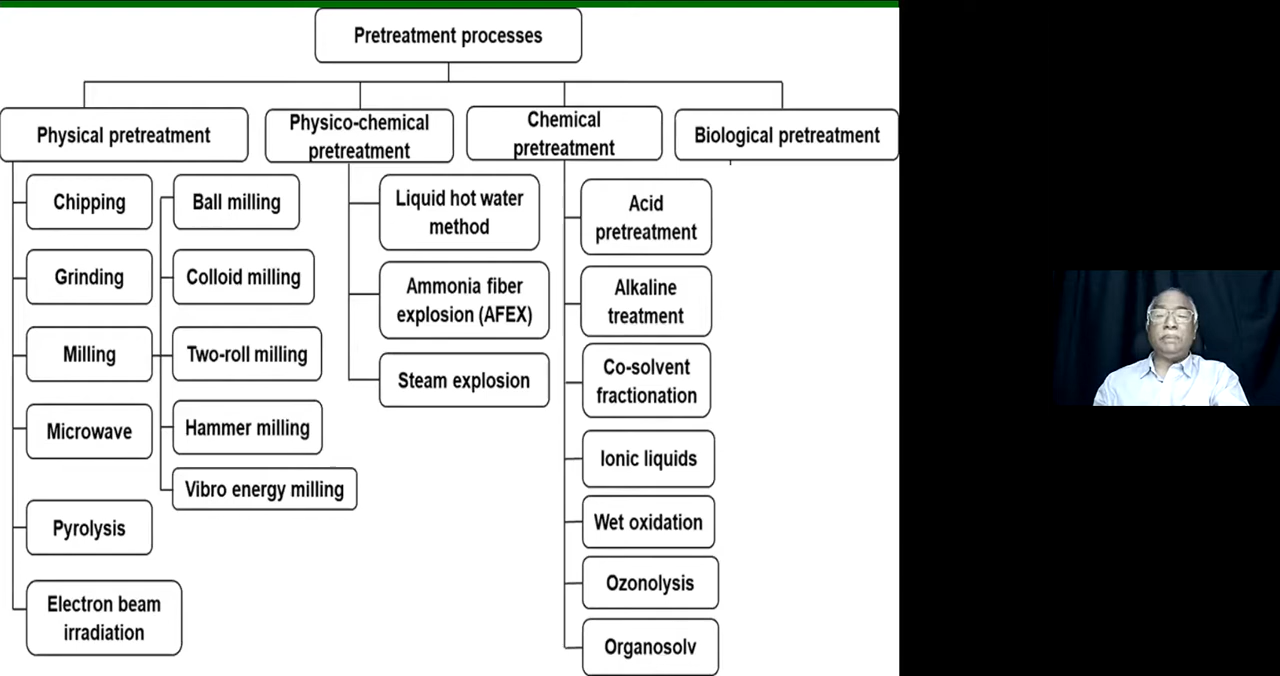 Pretreatment processes
Physical pretreatment
Physico-chemical
pretreatment
Chemical
pretreatment
Biological pretreatment
Chipping
Grinding
Milling
Microwave
Pyrolysis
Electron beam
irradiation
Ball milling
Colloid milling
Two-roll milling
Hammer milling
Vibro energy milling
Liquid hot water
method
Ammonia fiber
explosion (AFEX)
Steam explosion
Acid
pretreatment
Alkaline
treatment
Co-solvent
fractionation
Ionic liquids
Wet oxidation
Ozonolysis
Organosolv